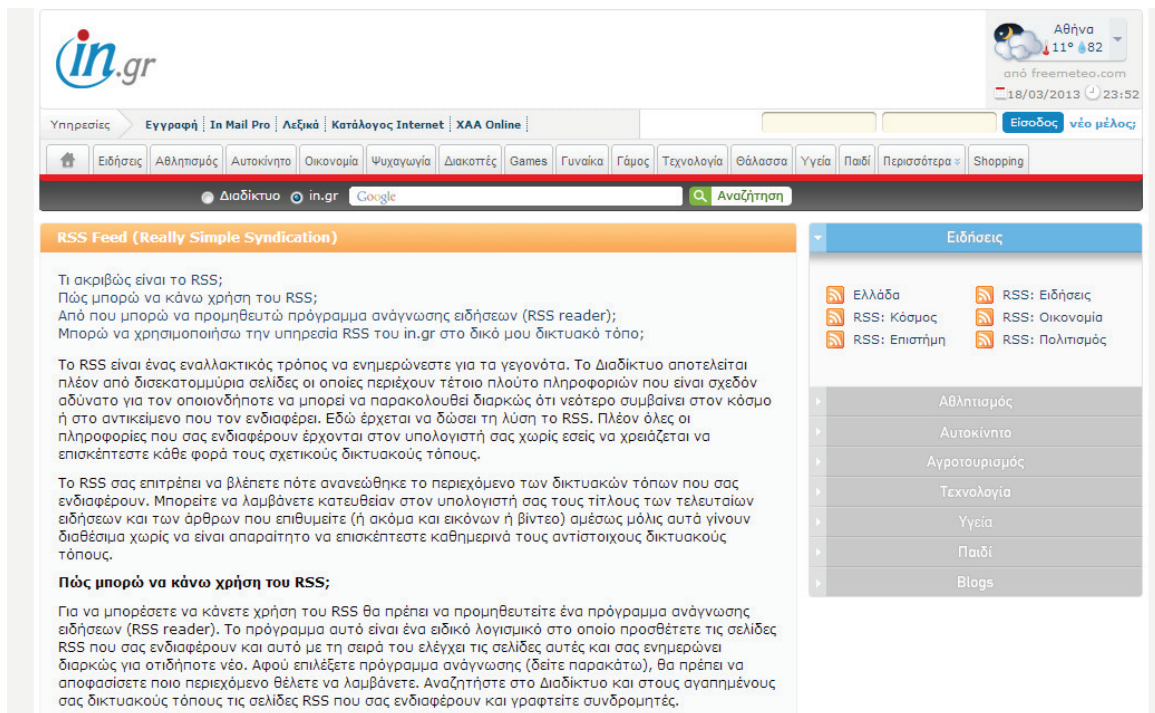 in.gr
Αθήνα
11° 82
από freemeteo.com
18/03/2013 23:52
Υπηρεσίες Εγγραφή In Mail Pro Λεξικά Κατάλογος Internet ΧΑΑ Online Είσοδος νέο μέλος;
Ειδήσεις Αθλητισμός Αυτοκίνητο Οικονομία Ψυχαγωγία Διακοπές Games Γυναίκα Γάμος Τεχνολογία Θάλασσα Υγεία Παιδί Περισσότερα Shopping
Διαδίκτυο in.gr Google Αναζήτηση
RSS Feed (Really Simple Syndication)
Τι ακριβώς είναι το RSS;
Πώς μπορώ να κάνω χρήση του RSS;
Από που μπορώ να προμηθευτώ πρόγραμμα ανάγνωσης ειδήσεων (RSS reader);
Μπορώ να χρησιμοποιήσω την υπηρεσία RSS του in.gr στο δικό μου δικτυακό τόπο;
Το RSS είναι ένας εναλλακτικός τρόπος να ενημερώνεστε για τα γεγονότα. Το Διαδίκτυο αποτελείται
πλέον από δισεκατομμύρια σελίδες οι οποίες περιέχουν τέτοιο πλούτο πληροφοριών που είναι σχεδόν
αδύνατο για τον οποιονδήποτε να μπορεί να παρακολουθεί διαρκώς ότι νεότερο συμβαίνει στον κόσμο
ή στο αντικείμενο που τον ενδιαφέρει. Εδώ έρχεται να δώσει τη λύση το RSS. Πλέον όλες οι
πληροφορίες που σας ενδιαφέρουν έρχονται στον υπολογιστή σας χωρίς εσείς να χρειάζεται να
επισκέπτεστε κάθε φορά τους σχετικούς δικτυακούς τόπους.
Το RSS σας επιτρέπει να βλέπετε πότε ανανεώθηκε το περιεχόμενο των δικτυακών τόπων που σας
ενδιαφέρουν. Μπορείτε να λαμβάνετε κατευθείαν στον υπολογιστή σας τους τίτλους των τελευταίων
ειδήσεων και των άρθρων που επιθυμείτε (ή ακόμα και εικόνων ή βίντεο) αμέσως μόλις αυτά γίνουν
διαθέσιμα χωρίς να είναι απαραίτητο να επισκέπτεστε καθημερινά τους αντίστοιχους δικτυακούς
τόπους.
Πώς μπορώ να κάνω χρήση του RSS;
Για να μπορέσετε να κάνετε χρήση του RSS θα πρέπει να προμηθευτείτε ένα πρόγραμμα ανάγνωσης
ειδήσεων (RSS reader). Το πρόγραμμα αυτό είναι ένα ειδικό λογισμικό στο οποίο προσθέτετε τις σελίδες
RSS που σας ενδιαφέρουν και αυτό με τη σειρά του ελέγχει τις σελίδες αυτές και σας ενημερώνει
διαρκώς για οτιδήποτε νέο. Αφού επιλέξετε πρόγραμμα ανάγνωσης (δείτε παρακάτω), θα πρέπει να
αποφασίσετε ποιο περιεχόμενο θέλετε να λαμβάνετε. Αναζητήστε στο Διαδίκτυο και στους αγαπημένους
σας δικτυακούς τόπους τις σελίδες RSS που σας ενδιαφέρουν και γραφτείτε συνδρομητές.
Ειδήσεις
Ελλάδα RSS: Ειδήσεις
RSS: Κόσμος RSS: Οικονομία
RSS: Επιστήμη RSS: Πολιτισμός
Αθλητισμός
Αυτοκίνητο
Αγροτουρισμός
Τεχνολογία
Υγεία
Παιδί
Blogs